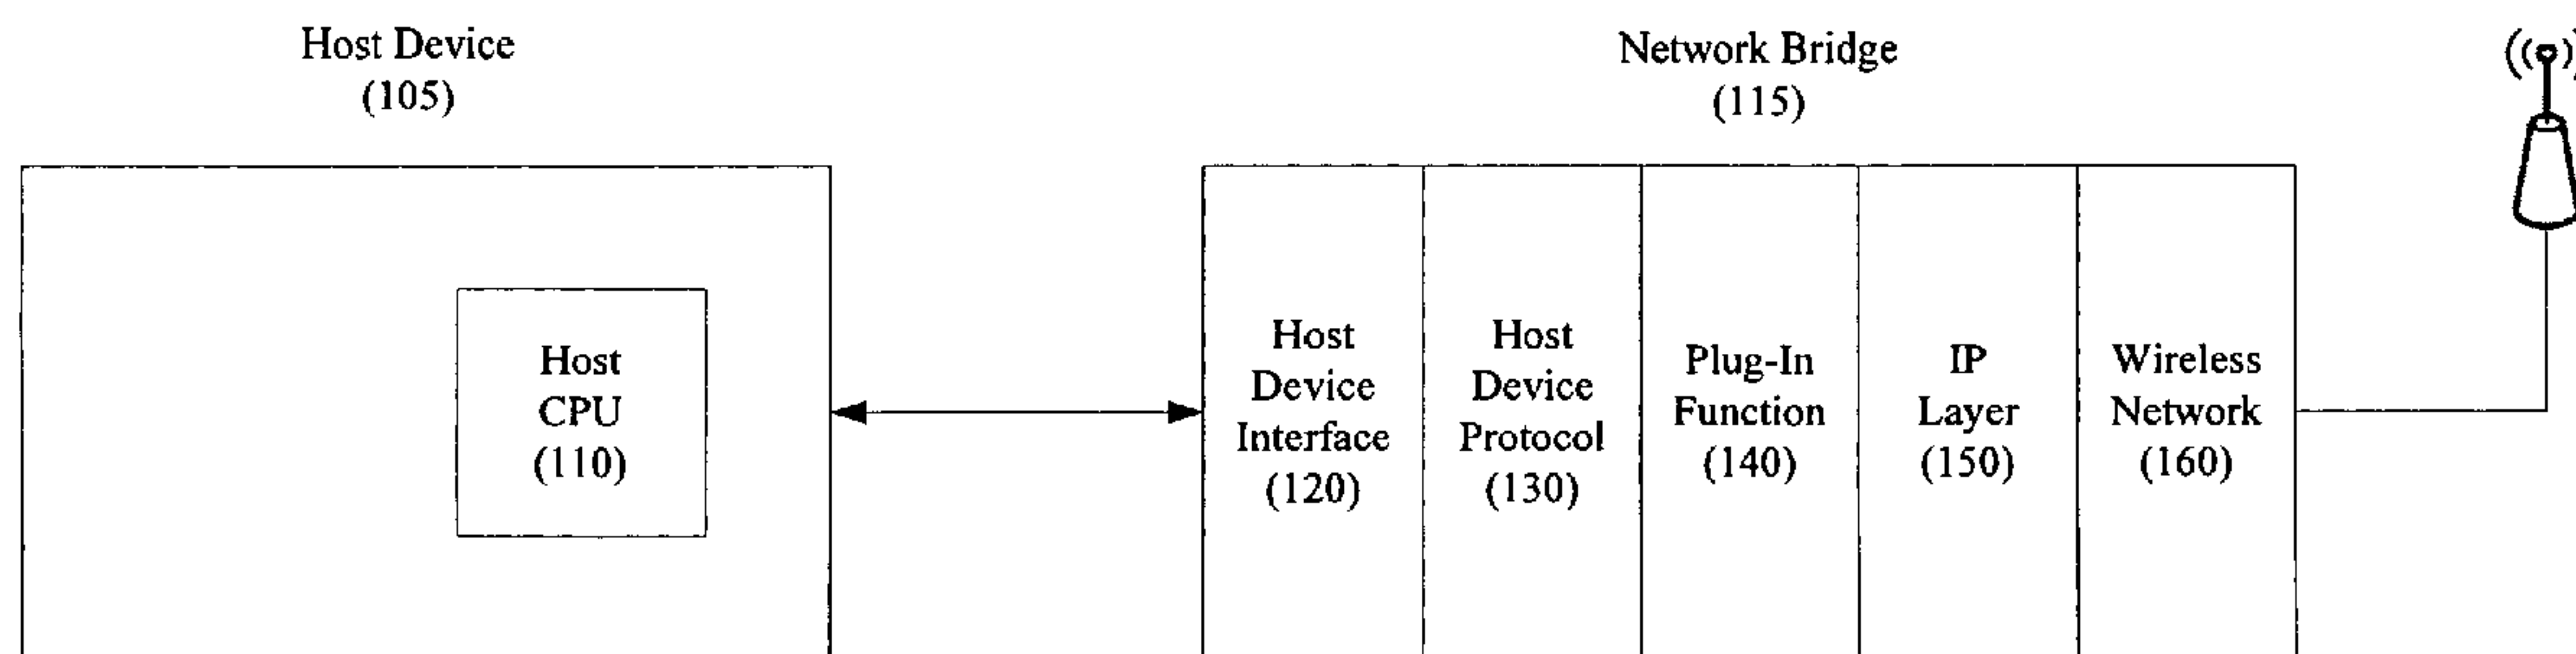 Host Device
(105)
Network Bridge
(115)
Host
CPU
(110)
Host
Device
Interface
(120)
Host
Device
Protocol
(130)
Plug-In
Function
(140)
IP
Layer
(150)
Wireless
Network
(160)